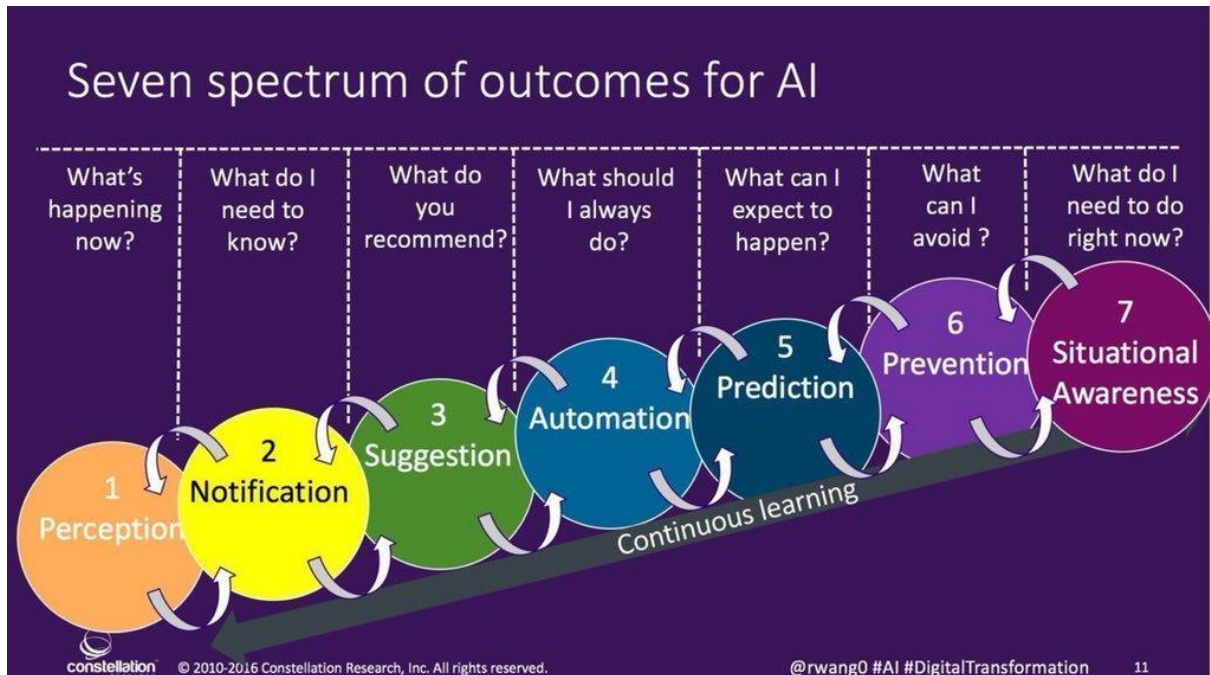 Seven spectrum of outcomes for AI
What's
happening
now?
What do I
need to
know?
What do
you
recommend?
What should
I always
do?
What can I
expect to
happen?
What
can I
avoid ?
What do I
need to do
right now?
1
Perception
2
Notification
3
Suggestion
4
Automation
5
Prediction
6
Prevention
7
Situational
Awareness
Continuous learning
constellation
© 2010-2016 Constellation Research, Inc. All rights reserved.
@rwang0 #AI #DigitalTransformation
11